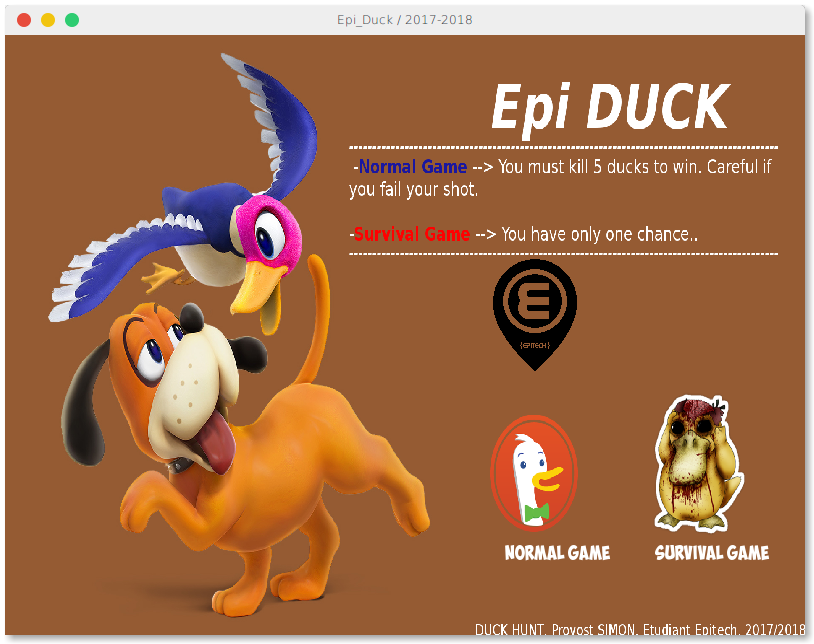 Epi_Duck / 2017-2018
Epi DUCK
-Normal Game --> You must kill 5 ducks to win. Careful if
you fail your shot.
-Survival Game --> You have only one chance..
{EPITECH}
NORMAL GAME
SURVIVAL GAME
DUCK HUNT. Provost SIMON. Etudiant Epitech. 2017/2018